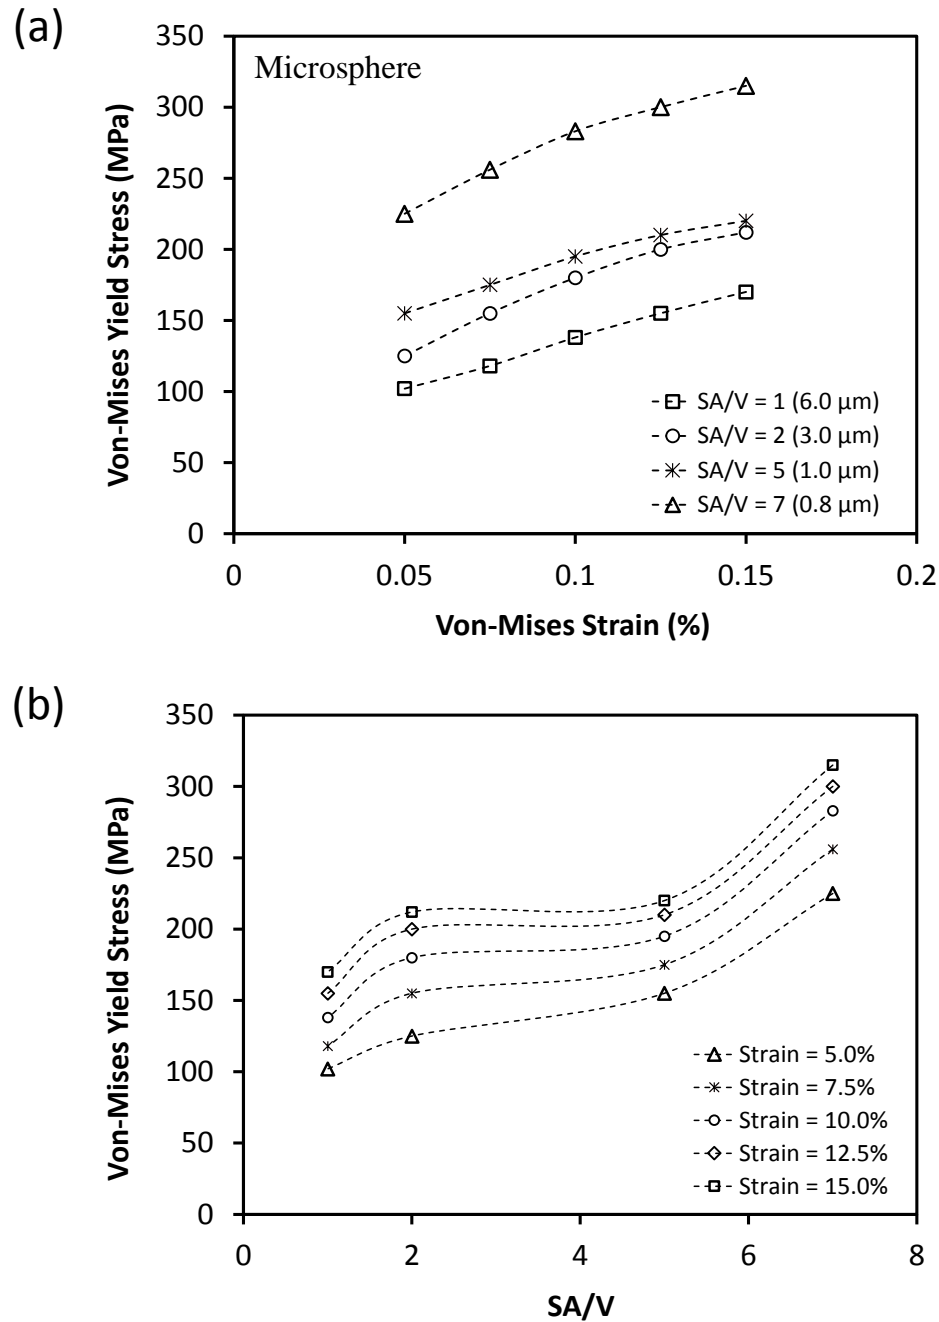 (a)
350
300
250
200
150
100
50
0
Von-Mises Yield Stress (MPa)
Microsphere
SA/V = 1 (6.0 µm)
SA/V = 2 (3.0 µm)
SA/V = 5 (1.0 µm)
SA/V = 7 (0.8 µm)
0 0.05 0.1 0.15 0.2
Von-Mises Strain (%)
(b)
350
300
250
200
150
100
50
0
Von-Mises Yield Stress (MPa)
Strain = 5.0%
Strain = 7.5%
Strain = 10.0%
Strain = 12.5%
Strain = 15.0%
0 2 4 6 8
SA/V